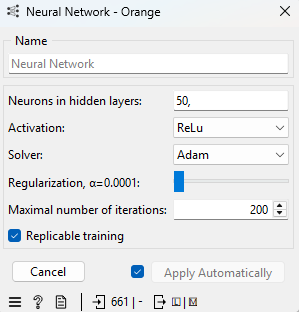 Neural Network - Orange
Name
Neural Network
Neurons in hidden layers: 50,
Activation: ReLu
Solver: Adam
Regularization, α=0.0001:
Maximal number of iterations: 200
Replicable training
Cancel Apply Automatically
? 661 | -